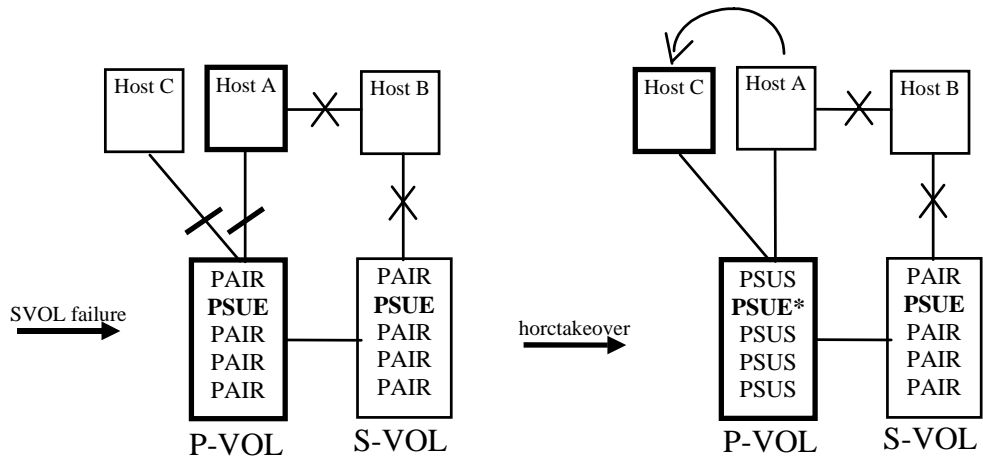 Host C
Host A
Host B
SVOL failure
PAIR
PSUE
PAIR
PAIR
PAIR
P-VOL
PAIR
PSUE
PAIR
PAIR
PAIR
S-VOL
Host C
Host A
Host B
horctakeover
PSUS
PSUE*
PSUS
PSUS
PSUS
P-VOL
PAIR
PSUE
PAIR
PAIR
PAIR
S-VOL